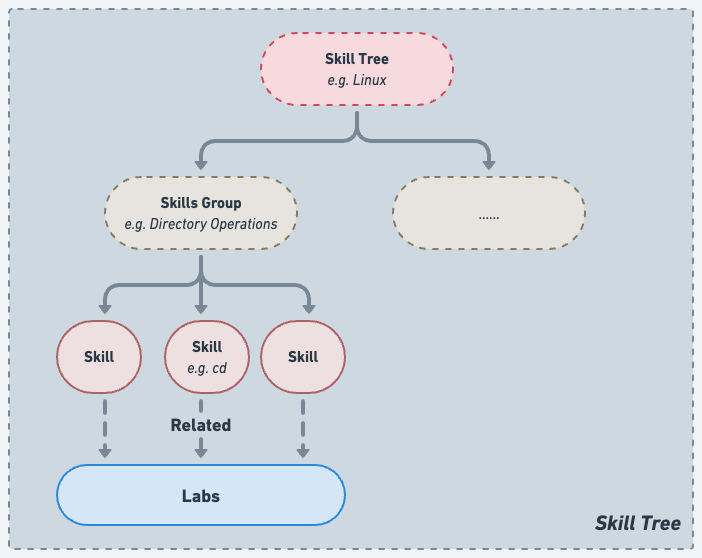 Skill Tree
e.g. Linux
Skills Group
e.g. Directory Operations
......
Skill
Skill
e.g. cd
Skill
Related
Labs
Skill Tree